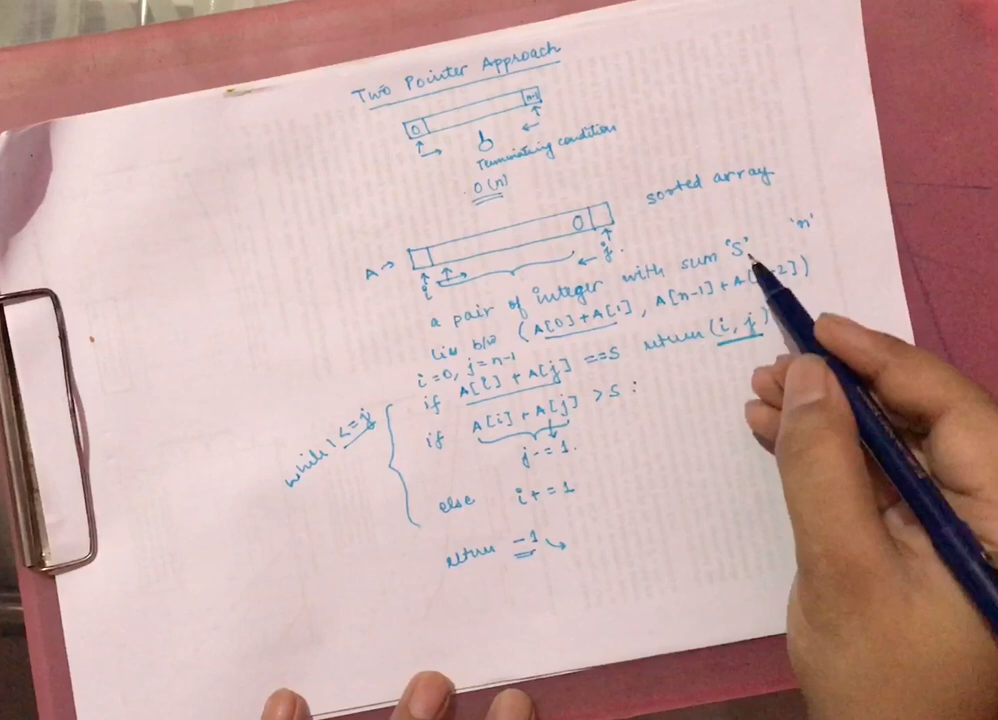 Two Pointer Approach
0 n-1
Terminating condition
O(n)
sorted array
0
A → i j
'n'
a pair of integer with sum 'S'
lie b/w (A[0]+A[1], A[n-1]+A[n-2])
i=0, j=n-1
if A[i] + A[j] ==S return (i, j)
while i <= j
if A[i] + A[j] > S :
j -= 1.
else i += 1
return -1